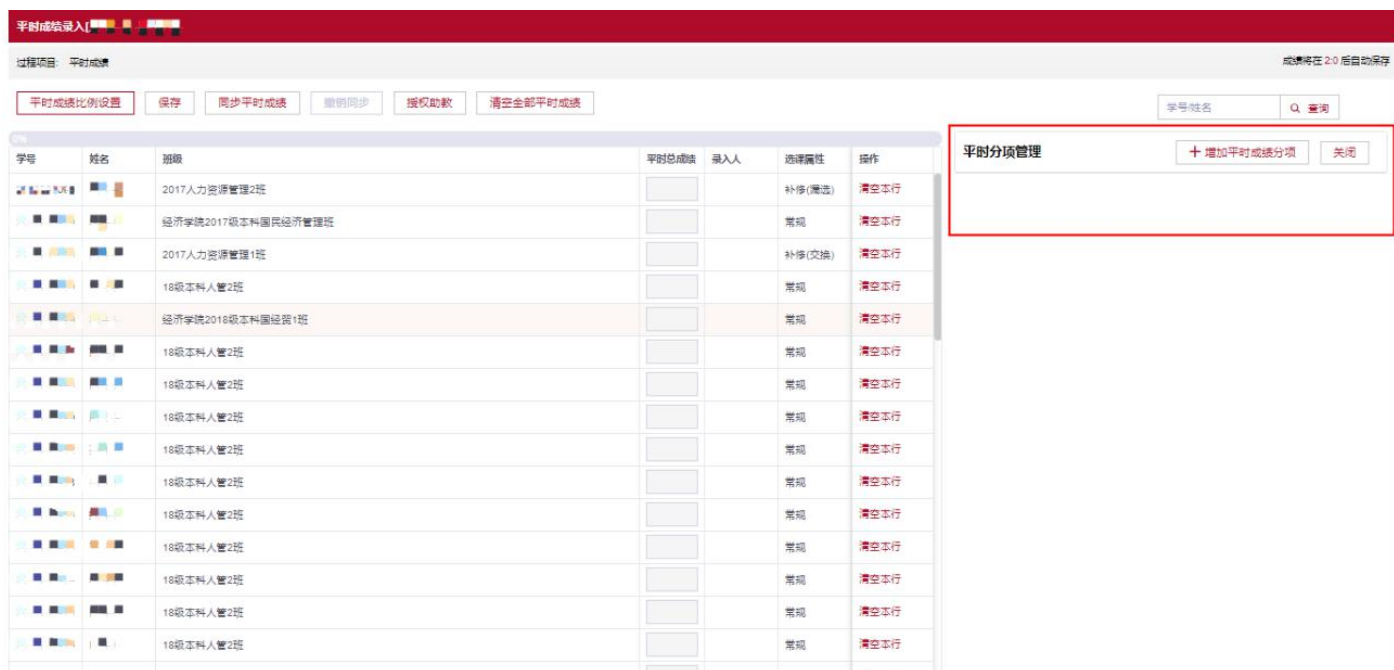 平时成绩录入[
过程项目: 平时成绩
成绩将在 2:0 后自动保存
平时成绩比例设置 保存 同步平时成绩 撤销同步 授权助教 清空全部平时成绩
学号/姓名 查询
0%
学号 姓名 班级 平时总成绩 录入人 选课属性 操作
平时分项管理 + 增加平时成绩分项 关闭
2017人力资源管理2班 补修(漏选) 清空本行
经济学院2017级本科国民经济管理班 常规 清空本行
2017人力资源管理1班 补修(交换) 清空本行
18级本科人管2班 常规 清空本行
经济学院2018级本科国经贸1班 常规 清空本行
18级本科人管2班 常规 清空本行
18级本科人管2班 常规 清空本行
18级本科人管2班 常规 清空本行
18级本科人管2班 常规 清空本行
18级本科人管2班 常规 清空本行
18级本科人管2班 常规 清空本行
18级本科人管2班 常规 清空本行
18级本科人管2班 常规 清空本行
18级本科人管2班 常规 清空本行
18级本科人管2班 常规 清空本行